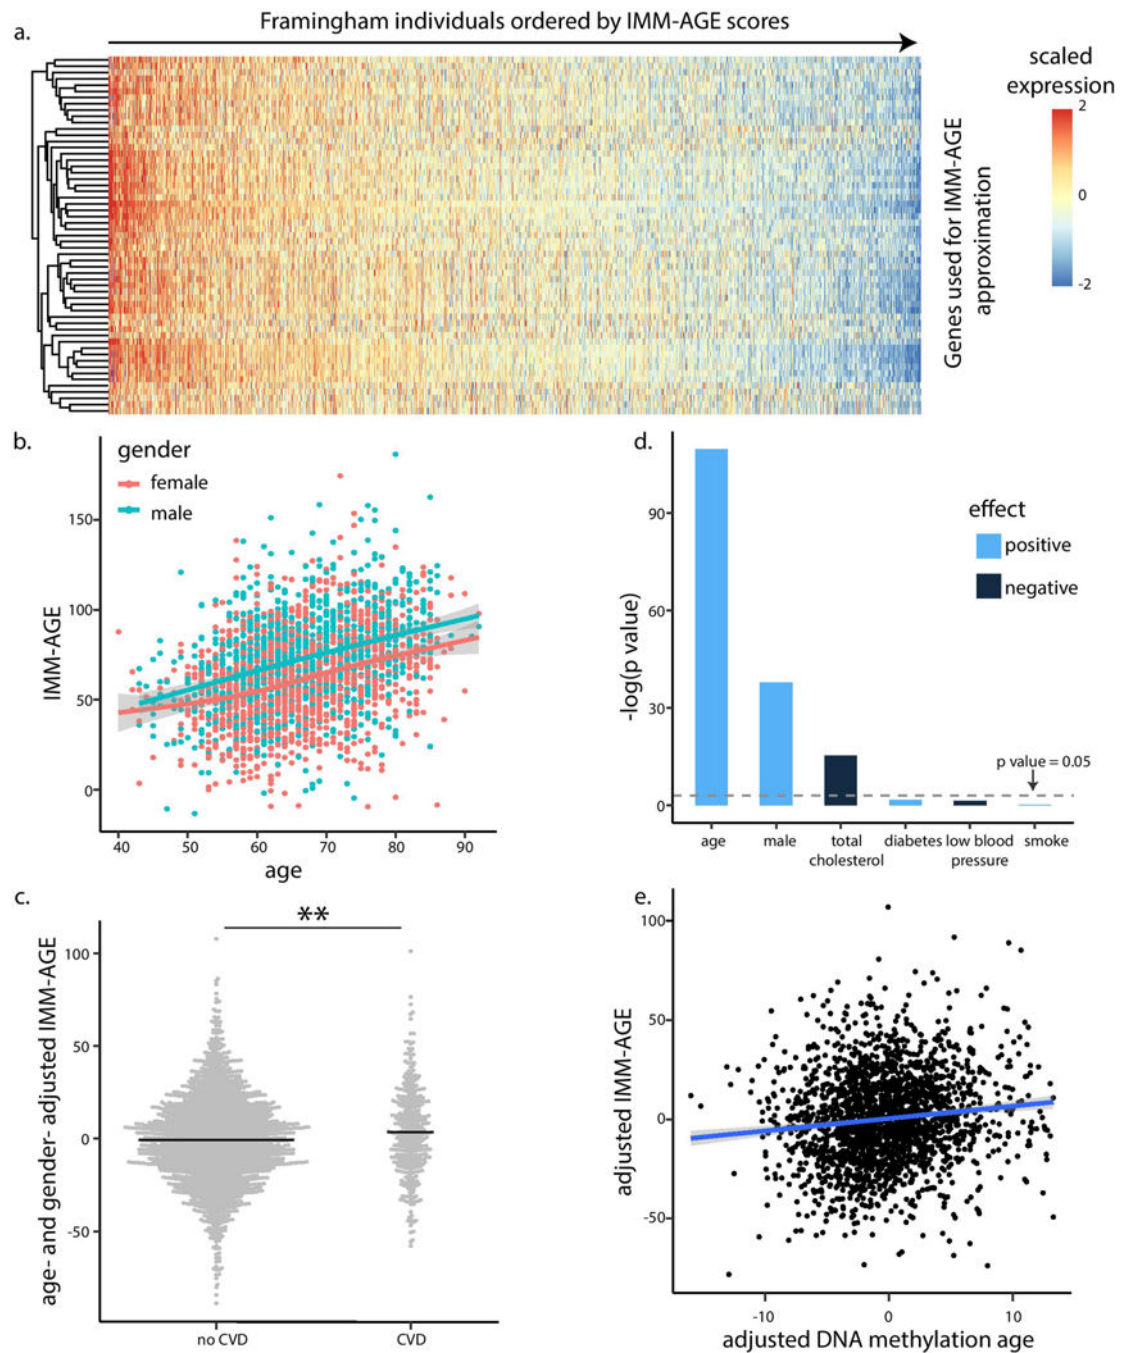 a.
Framingham individuals ordered by IMM-AGE scores
scaled
expression
2
0
-2
Genes used for IMM-AGE
approximation
b.
gender
female
male
IMM-AGE
150
100
50
0
40
50
60
70
80
90
age
d.
-log(p value)
90
60
30
0
effect
positive
negative
p value = 0.05
age
male
total
cholesterol
diabetes
low blood
pressure
smoke
c.
**
age- and gender- adjusted IMM-AGE
100
50
0
-50
no CVD
CVD
e.
adjusted IMM-AGE
100
50
0
-50
-10
0
10
adjusted DNA methylation age